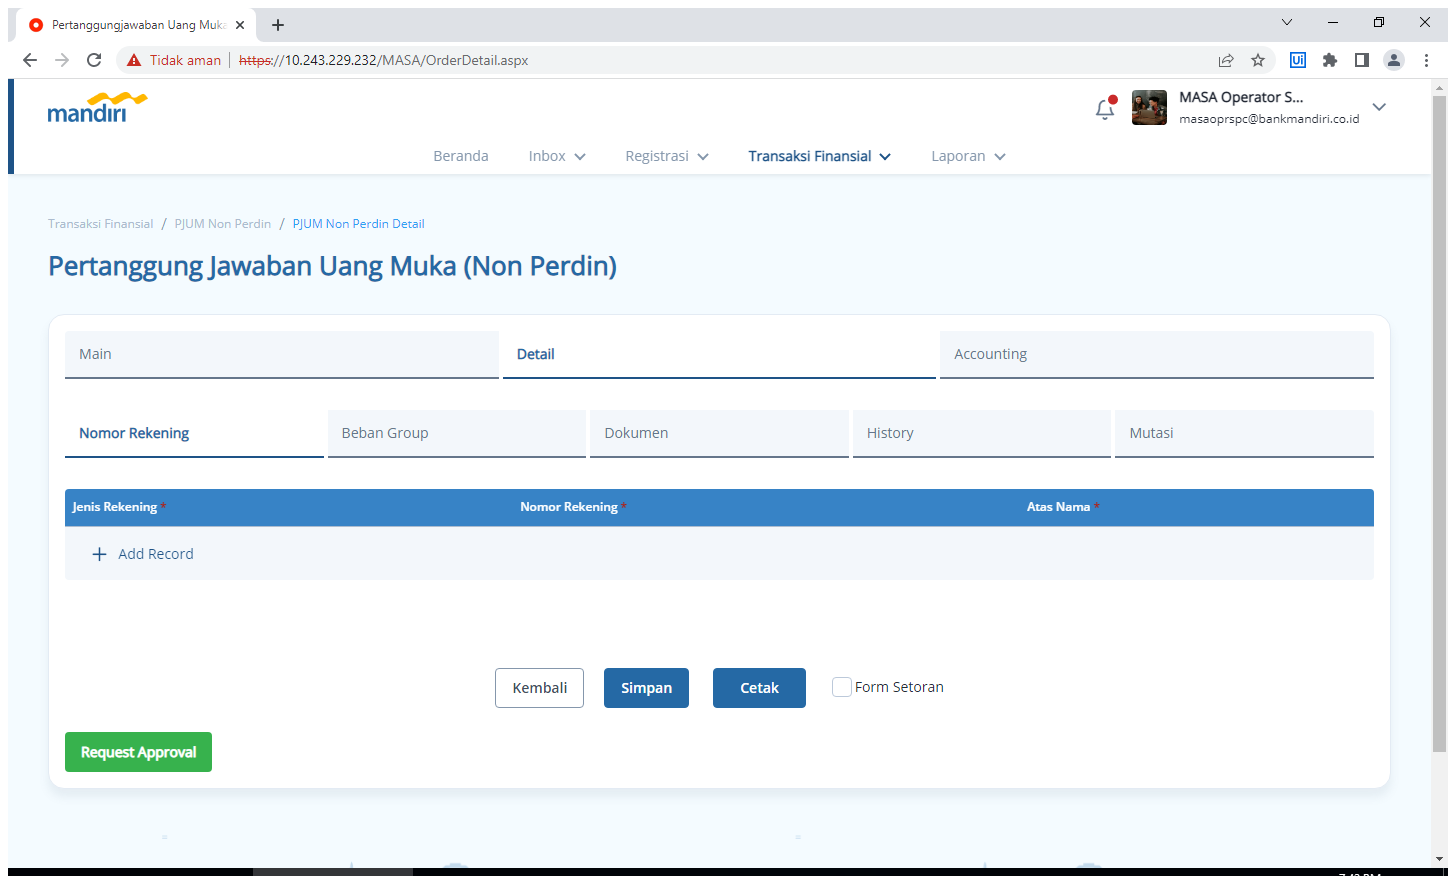 Pertanggungjawaban Uang Muka
Tidak aman
https://10.243.229.232/MASA/OrderDetail.aspx
Ui
mandiri
MASA Operator S...
masaoprspc@bankmandiri.co.id
Beranda Inbox Registrasi Transaksi Finansial Laporan
Transaksi Finansial / PJUM Non Perdin / PJUM Non Perdin Detail
Pertanggung Jawaban Uang Muka (Non Perdin)
Main Detail Accounting
Nomor Rekening Beban Group Dokumen History Mutasi
Jenis Rekening * Nomor Rekening * Atas Nama *
+ Add Record
Kembali Simpan Cetak Form Setoran
Request Approval